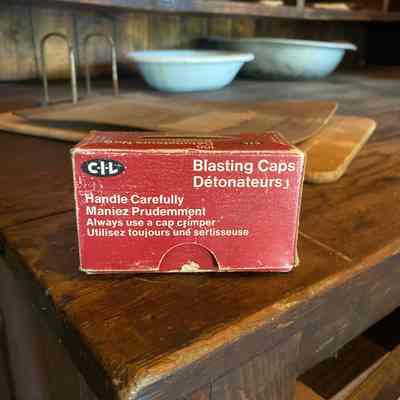 C-I-L
Blasting Caps
Détonateurs
Handle Carefully
Maniez Prudemment
Always use a cap crimper
Utilisez toujours une sertisseuse